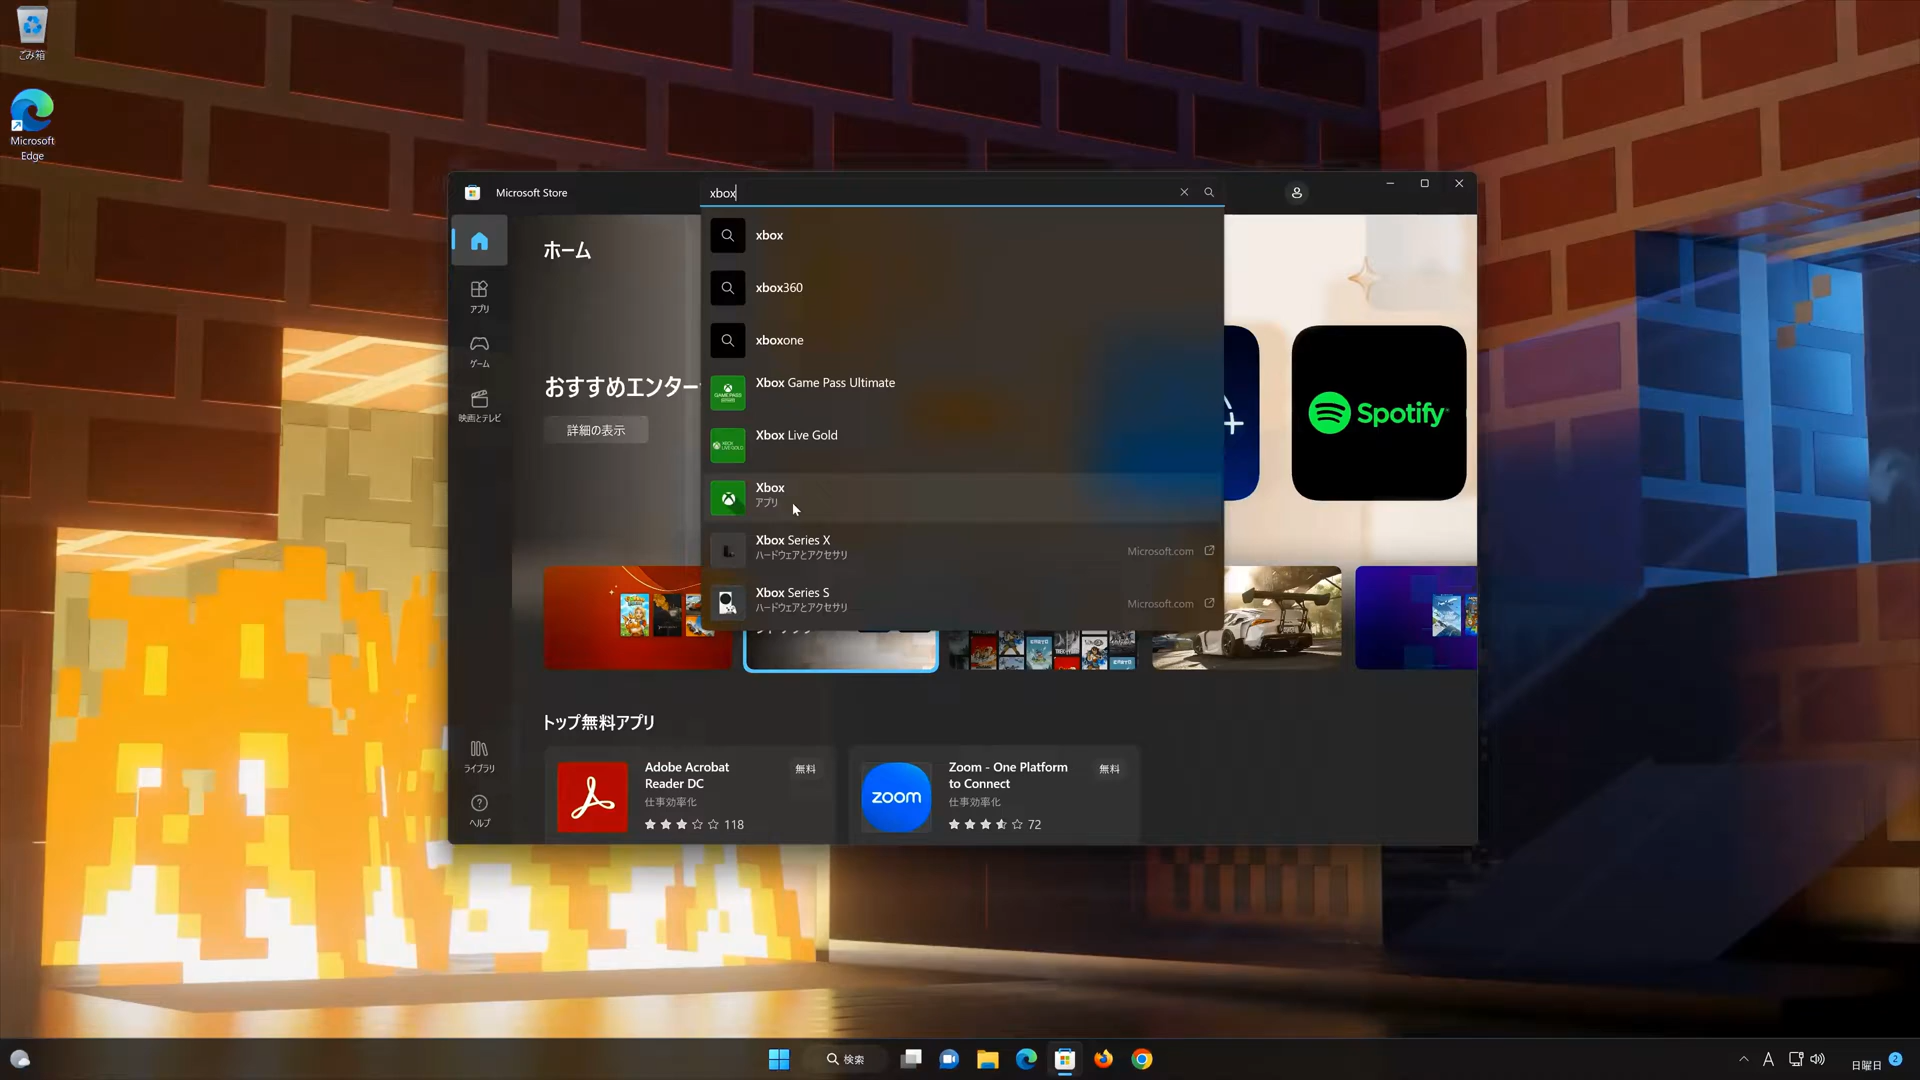 ごみ箱
Microsoft
Edge
Microsoft Store
xbox
ホーム
アプリ
ゲーム
映画とテレビ
ライブラリ
ヘルプ
おすすめエンター
詳細の表示
xbox
xbox360
xboxone
Xbox Game Pass Ultimate
Xbox Live Gold
Xbox
アプリ
Xbox Series X
ハードウェアとアクセサリ
Microsoft.com
Xbox Series S
ハードウェアとアクセサリ
Microsoft.com
Spotify
トップ無料アプリ
Adobe Acrobat
Reader DC
無料
仕事効率化
118
zoom
Zoom - One Platform
to Connect
無料
仕事効率化
72
検索
A
日曜日
2